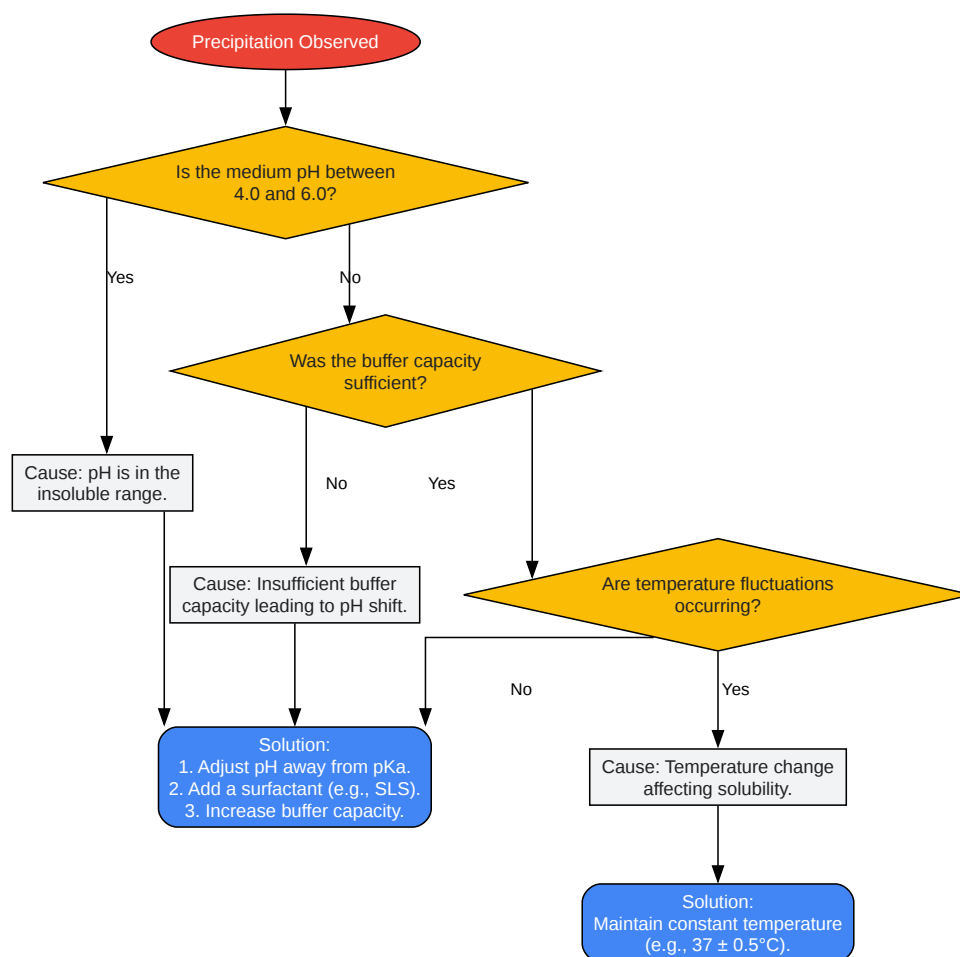 Precipitation Observed
Is the medium pH between
4.0 and 6.0?
Yes
No
Was the buffer capacity
sufficient?
Cause: pH is in the
insoluble range.
No
Yes
Cause: Insufficient buffer
capacity leading to pH shift.
Are temperature fluctuations
occurring?
No
Yes
Solution:
1. Adjust pH away from pKa.
2. Add a surfactant (e.g., SLS).
3. Increase buffer capacity.
Cause: Temperature change
affecting solubility.
Solution:
Maintain constant temperature
(e.g., 37 ± 0.5°C).